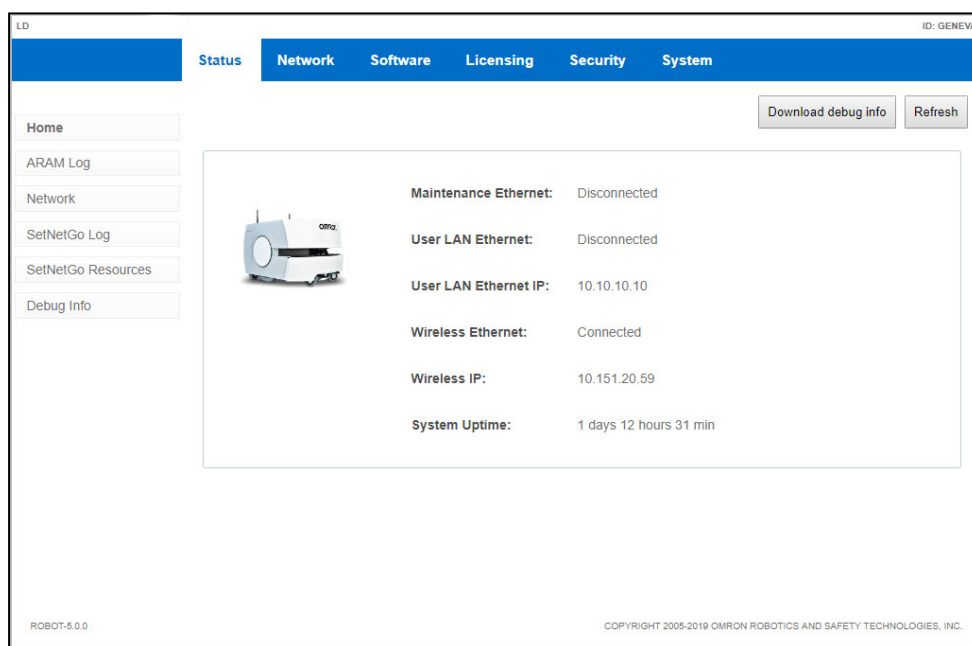 LD
ID: GENEVA
Status Network Software Licensing Security System
Download debug info Refresh
Home
ARAM Log
Network
SetNetGo Log
SetNetGo Resources
Debug Info
omron
Maintenance Ethernet: Disconnected
User LAN Ethernet: Disconnected
User LAN Ethernet IP: 10.10.10.10
Wireless Ethernet: Connected
Wireless IP: 10.151.20.59
System Uptime: 1 days 12 hours 31 min
ROBOT-5.0.0
COPYRIGHT 2005-2019 OMRON ROBOTICS AND SAFETY TECHNOLOGIES, INC.